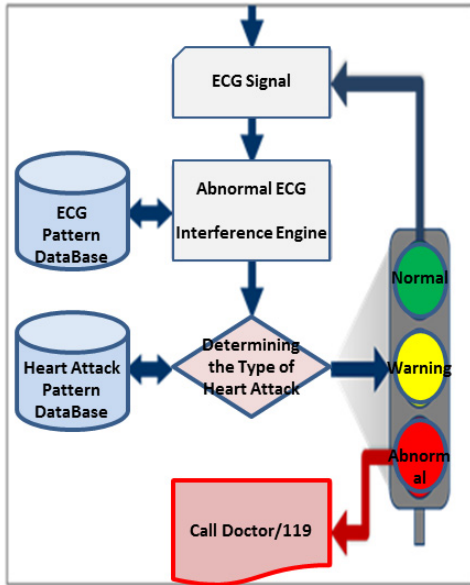 ECG Signal
Abnormal ECG
Interference Engine
ECG
Pattern
DataBase
Determining
the Type of
Heart Attack
Heart Attack
Pattern
DataBase
Normal
Warning
Abnorm
al
Call Doctor/119